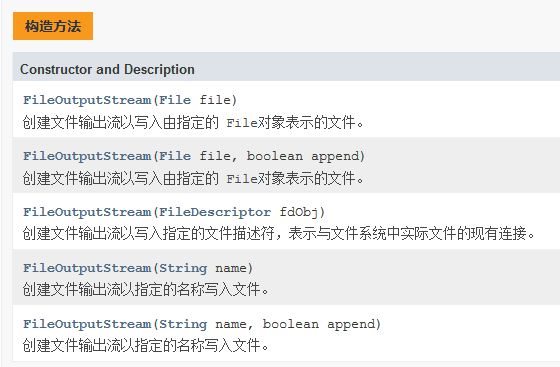 构造方法
Constructor and Description
FileOutputStream(File file)
创建文件输出流以写入由指定的 File对象表示的文件。
FileOutputStream(File file, boolean append)
创建文件输出流以写入由指定的 File对象表示的文件。
FileOutputStream(FileDescriptor fdObj)
创建文件输出流以写入指定的文件描述符，表示与文件系统中实际文件的现有连接。
FileOutputStream(String name)
创建文件输出流以指定的名称写入文件。
FileOutputStream(String name, boolean append)
创建文件输出流以指定的名称写入文件。